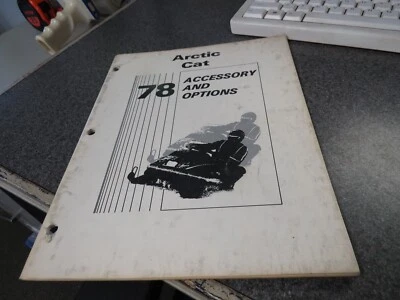 Arctic
Cat
78
ACCESSORY
AND
OPTIONS